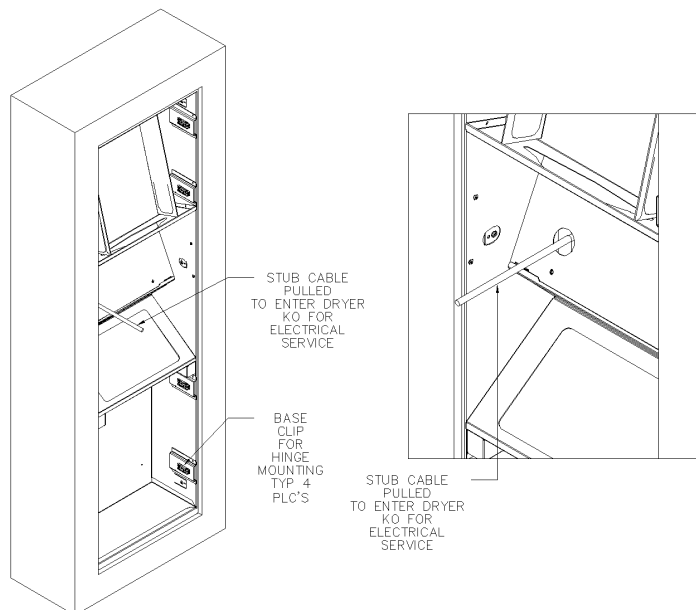 STUB CABLE
PULLED
TO ENTER DRYER
KO FOR
ELECTRICAL
SERVICE
BASE
CLIP
FOR
HINGE
MOUNTING
TYP 4
PLC'S
STUB CABLE
PULLED
TO ENTER DRYER
KO FOR
ELECTRICAL
SERVICE